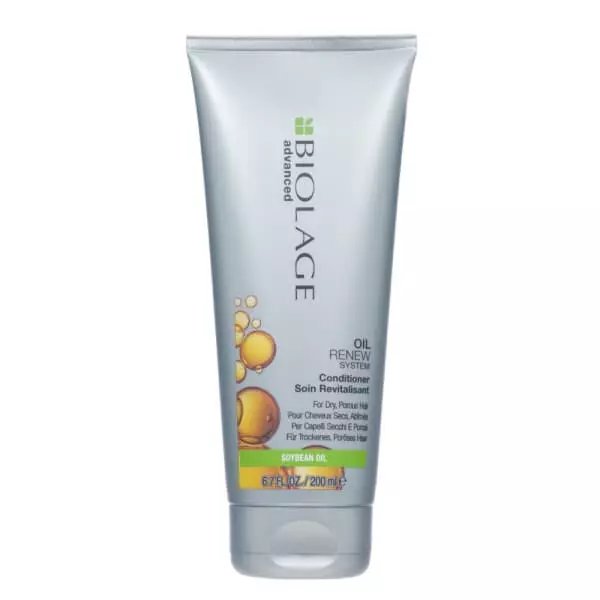 BIOLAGE
advanced
OIL
RENEW
SYSTEM
Conditioner
Soin Revitalisant
For Dry, Porous Hair
Pour Cheveux Secs, Abîmés
Per Capelli Secchi E Porosi
Für Trockenes, Poröses Haar
SOYBEAN OIL
6.7 FL.OZ./200 ml e